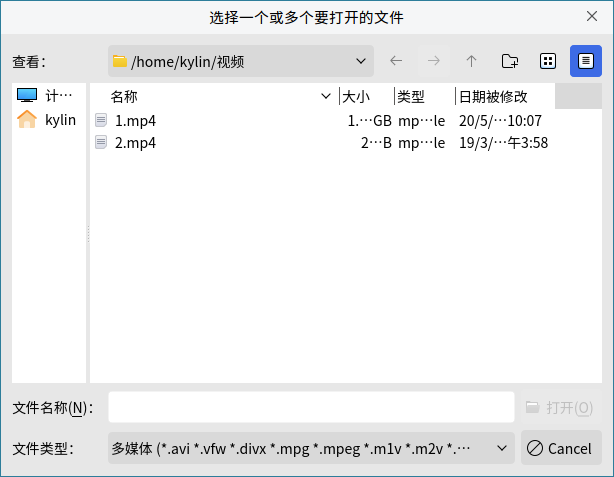 选择一个或多个要打开的文件
查看： /home/kylin/视频
计…
kylin
名称 大小 类型 日期被修改
1.mp4 1.…GB mp…le 20/5/…10:07
2.mp4 2…B mp…le 19/3/…午3:58
文件名称(N)： 打开(O)
文件类型： 多媒体 (*.avi *.vfw *.divx *.mpg *.mpeg *.m1v *.m2v *.… Cancel